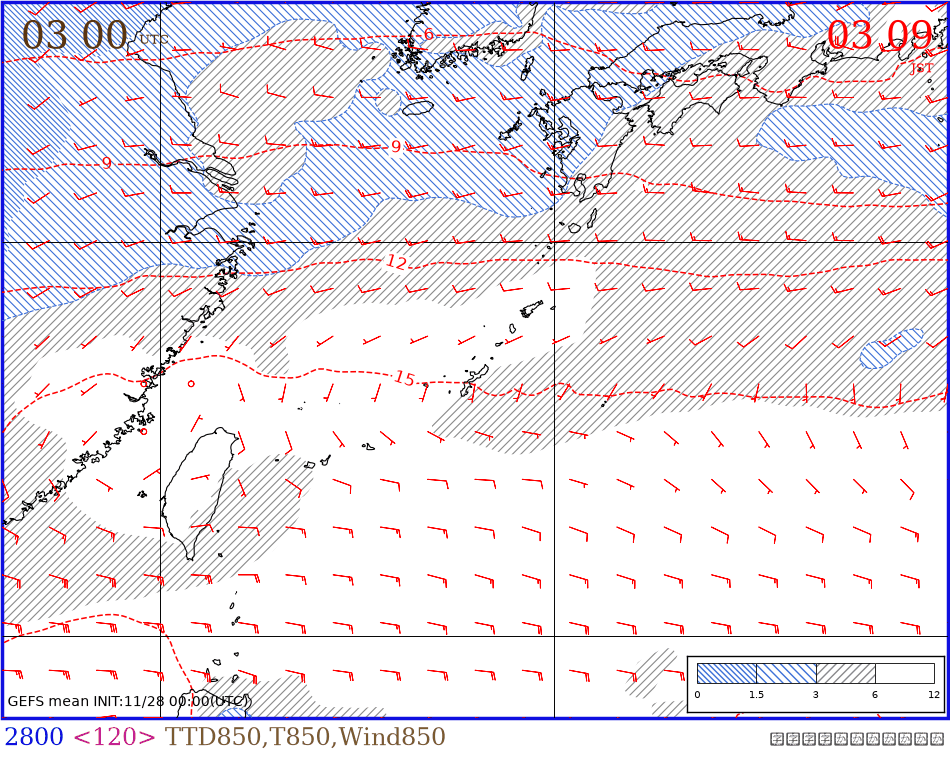 03 00 UTC
03 09 JST
6
9
9
12
15
0 1.5 3 6 12
GEFS mean INIT:11/28 00:00(UTC)
2800 <120> TTD850,T850,Wind850